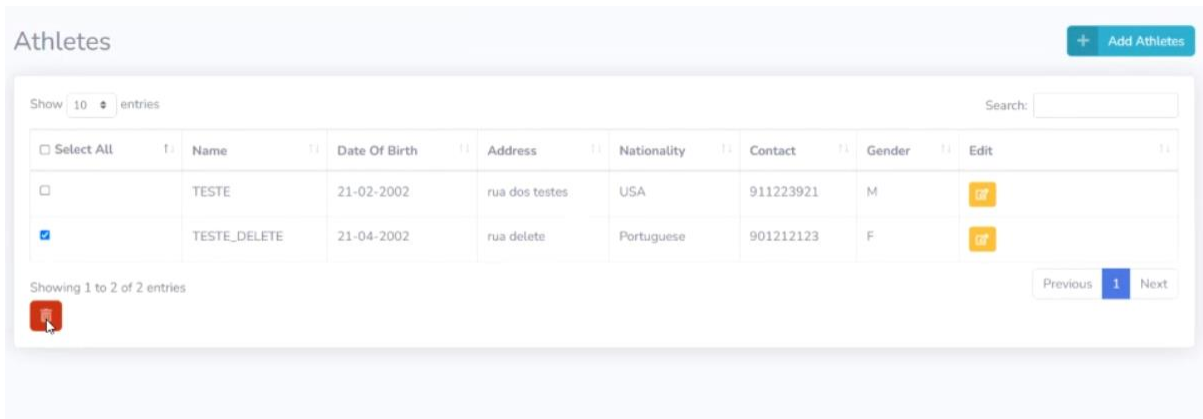 Athletes
Add Athletes
Show 10 entries
Search:
Select All Name Date Of Birth Address Nationality Contact Gender Edit
TESTE 21-02-2002 rua dos testes USA 911223921 M
TESTE_DELETE 21-04-2002 rua delete Portuguese 901212123 F
Showing 1 to 2 of 2 entries
Previous 1 Next